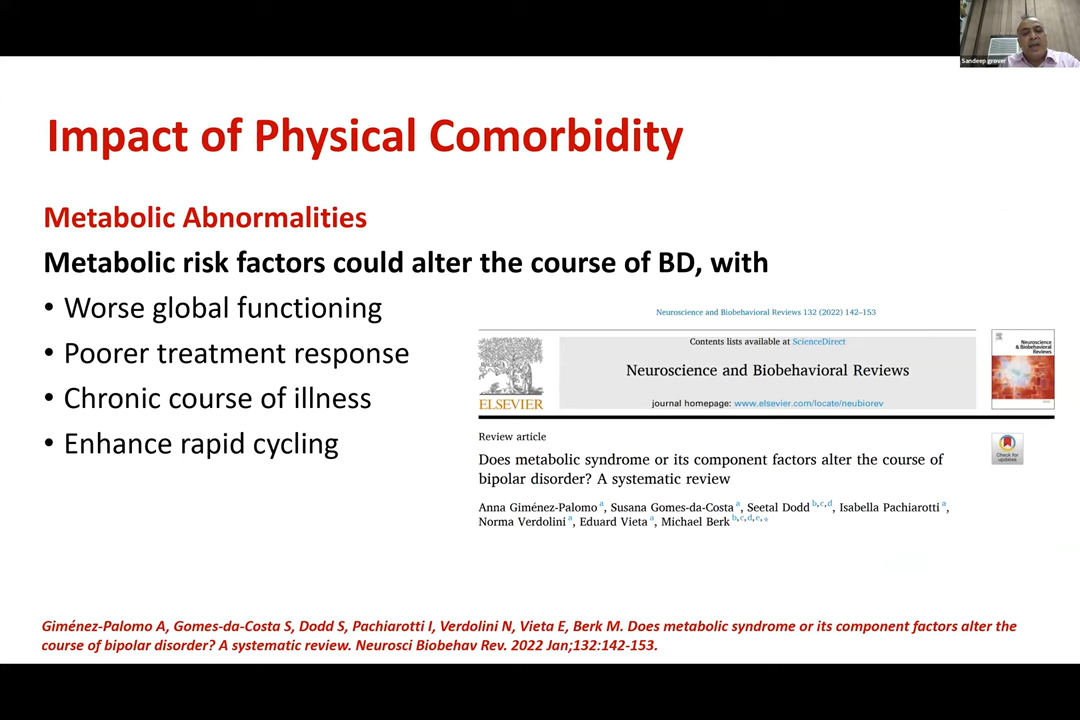 Sandeep grover
Impact of Physical Comorbidity
Metabolic Abnormalities
Metabolic risk factors could alter the course of BD, with
• Worse global functioning
• Poorer treatment response
• Chronic course of illness
• Enhance rapid cycling
Neuroscience and Biobehavioral Reviews 132 (2022) 142–153
Contents lists available at ScienceDirect
Neuroscience and Biobehavioral Reviews
journal homepage: www.elsevier.com/locate/neubiorev
ELSEVIER
Neuroscience
& Biobehavioral
Reviews
Check for
updates
Review article
Does metabolic syndrome or its component factors alter the course of
bipolar disorder? A systematic review
Anna Giménez-Palomo a, Susana Gomes-da-Costa a, Seetal Dodd b,c,d, Isabella Pachiarotti a,
Norma Verdolini a, Eduard Vieta a, Michael Berk b,c,d,e,*
Giménez-Palomo A, Gomes-da-Costa S, Dodd S, Pachiarotti I, Verdolini N, Vieta E, Berk M. Does metabolic syndrome or its component factors alter the
course of bipolar disorder? A systematic review. Neurosci Biobehav Rev. 2022 Jan;132:142-153.